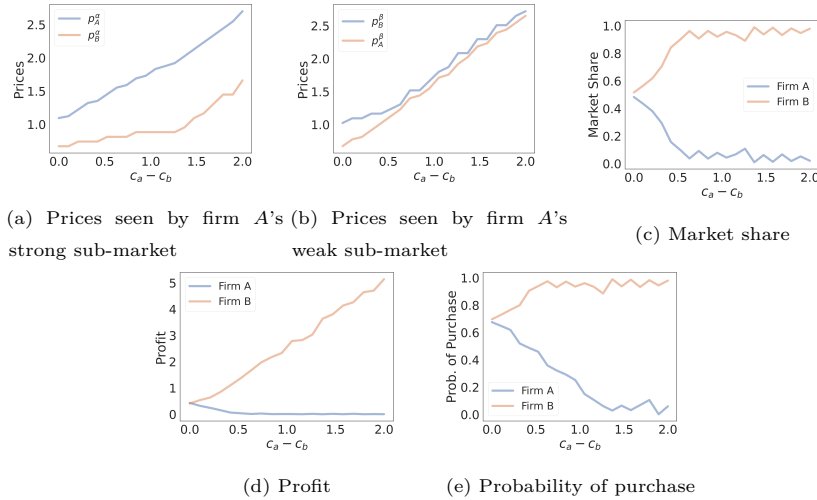 2.5
2.0
1.5
1.0
Prices
p_A^α
p_B^α
0.0 0.5 1.0 1.5 2.0
c_a − c_b
(a) Prices seen by firm A's
strong sub-market
2.5
2.0
1.5
1.0
Prices
p_B^β
p_A^β
0.0 0.5 1.0 1.5 2.0
c_a − c_b
(b) Prices seen by firm A's
weak sub-market
1.0
0.8
0.6
0.4
0.2
0.0
Market Share
Firm A
Firm B
0.0 0.5 1.0 1.5 2.0
c_a − c_b
(c) Market share
5
4
3
2
1
0
Profit
Firm A
Firm B
0.0 0.5 1.0 1.5 2.0
c_a − c_b
(d) Profit
1.0
0.8
0.6
0.4
0.2
0.0
Prob. of Purchase
Firm A
Firm B
0.0 0.5 1.0 1.5 2.0
c_a − c_b
(e) Probability of purchase